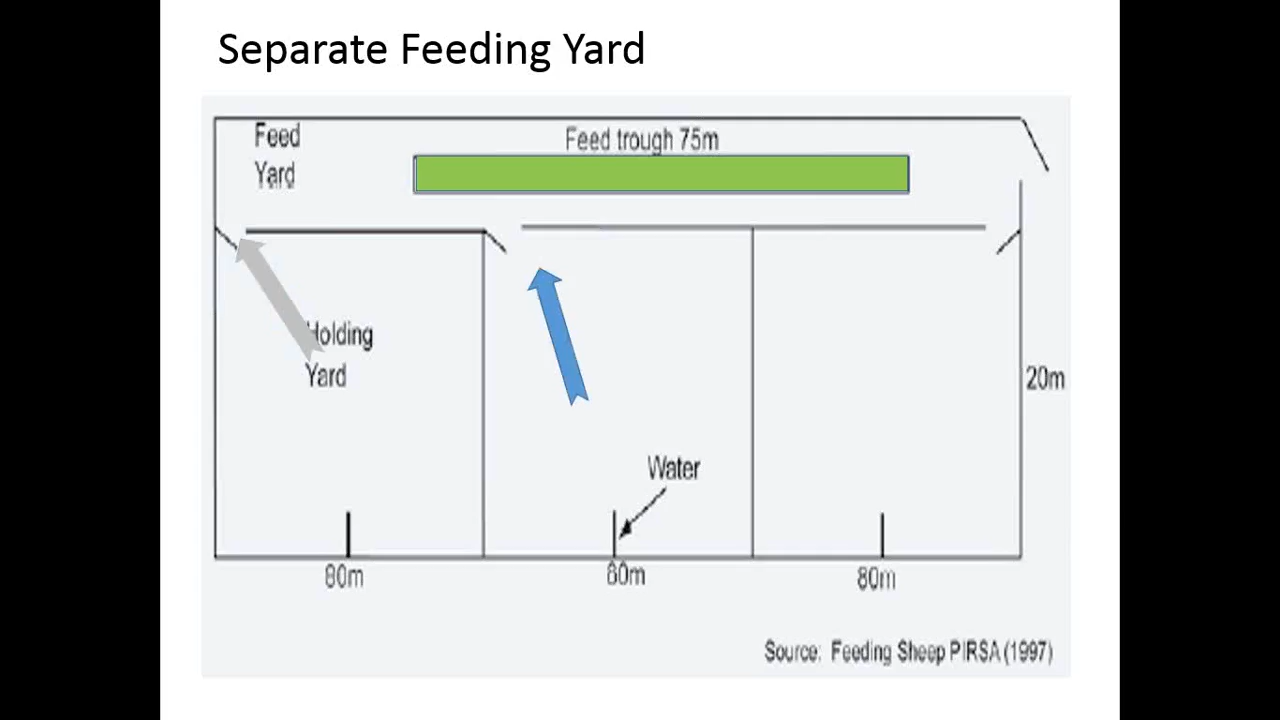 Separate Feeding Yard
Feed
Yard
Feed trough 75m
Holding
Yard
20m
Water
80m
80m
80m
Source: Feeding Sheep PIRSA (1997)